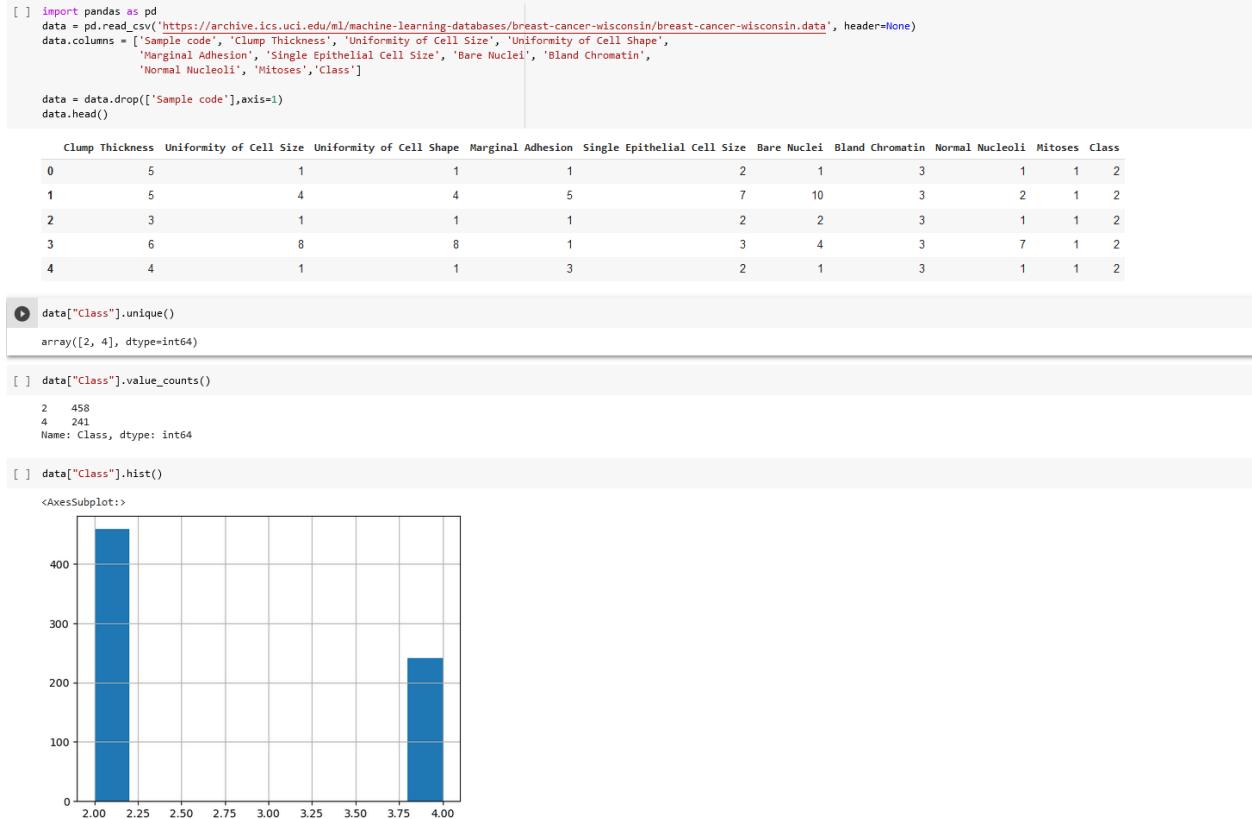 [ ] import pandas as pd
data = pd.read_csv('https://archive.ics.uci.edu/ml/machine-learning-databases/breast-cancer-wisconsin/breast-cancer-wisconsin.data', header=None)
data.columns = ['Sample code', 'Clump Thickness', 'Uniformity of Cell Size', 'Uniformity of Cell Shape',
'Marginal Adhesion', 'Single Epithelial Cell Size', 'Bare Nuclei', 'Bland Chromatin',
'Normal Nucleoli', 'Mitoses','Class']
data = data.drop(['Sample code'],axis=1)
data.head()
Clump Thickness Uniformity of Cell Size Uniformity of Cell Shape Marginal Adhesion Single Epithelial Cell Size Bare Nuclei Bland Chromatin Normal Nucleoli Mitoses Class
0 5 1 1 1 2 1 3 1 1 2
1 5 4 4 5 7 10 3 2 1 2
2 3 1 1 1 2 2 3 1 1 2
3 6 8 8 1 3 4 3 7 1 2
4 4 1 1 3 2 1 3 1 1 2
data["Class"].unique()
array([2, 4], dtype=int64)
[ ] data["Class"].value_counts()
2 458
4 241
Name: Class, dtype: int64
[ ] data["Class"].hist()
<AxesSubplot:>
400
300
200
100
0
2.00 2.25 2.50 2.75 3.00 3.25 3.50 3.75 4.00